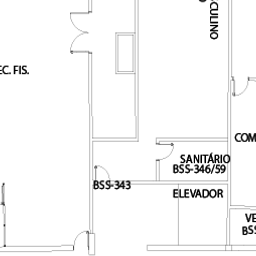 CULINO
EC. FIS.
COM
SANITÁRIO
BSS-346/59
BSS-343
ELEVADOR
VE
BSS